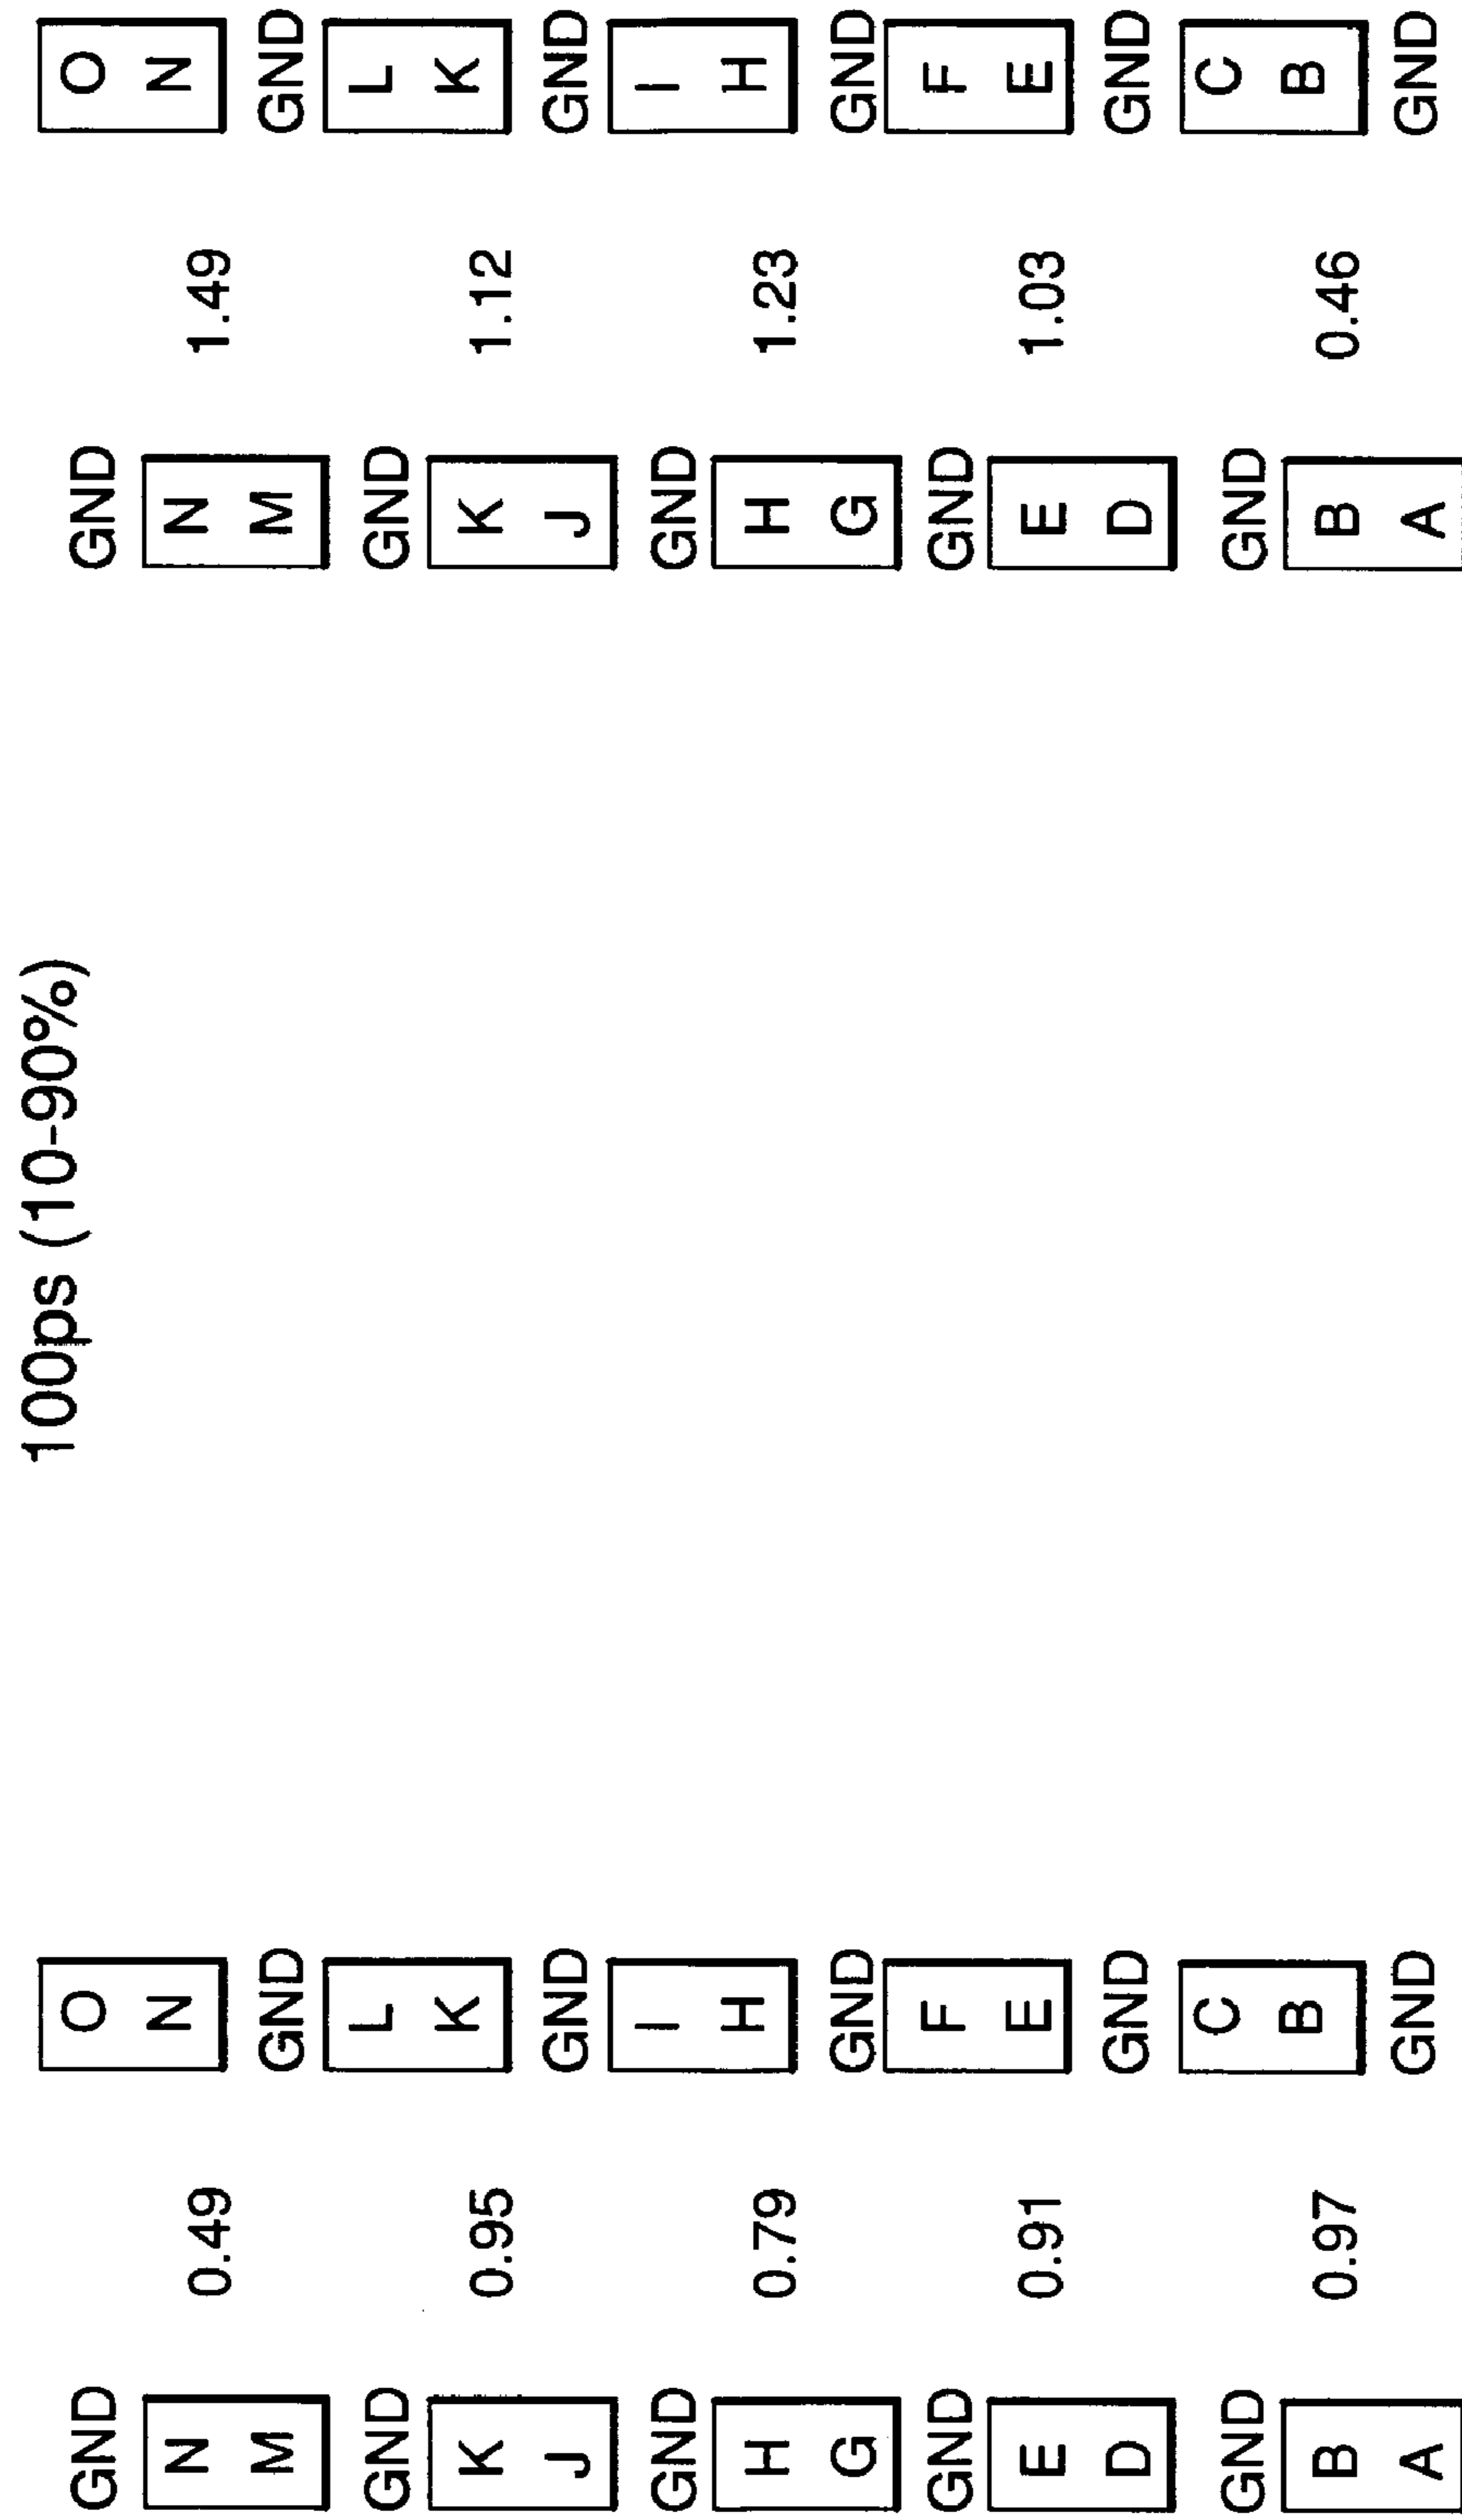 100ps (10-90%)
GND O GND O
N 0.49 N N 1.49 N
M GND M GND
GND L GND L
K 0.95 K K 1.12 K
J GND J GND
GND I GND I
H 0.79 H H 1.23 H
G GND G GND
GND F GND F
E 0.91 E E 1.03 E
D GND D GND
GND C GND C
B 0.97 B B 0.46 B
A GND A GND